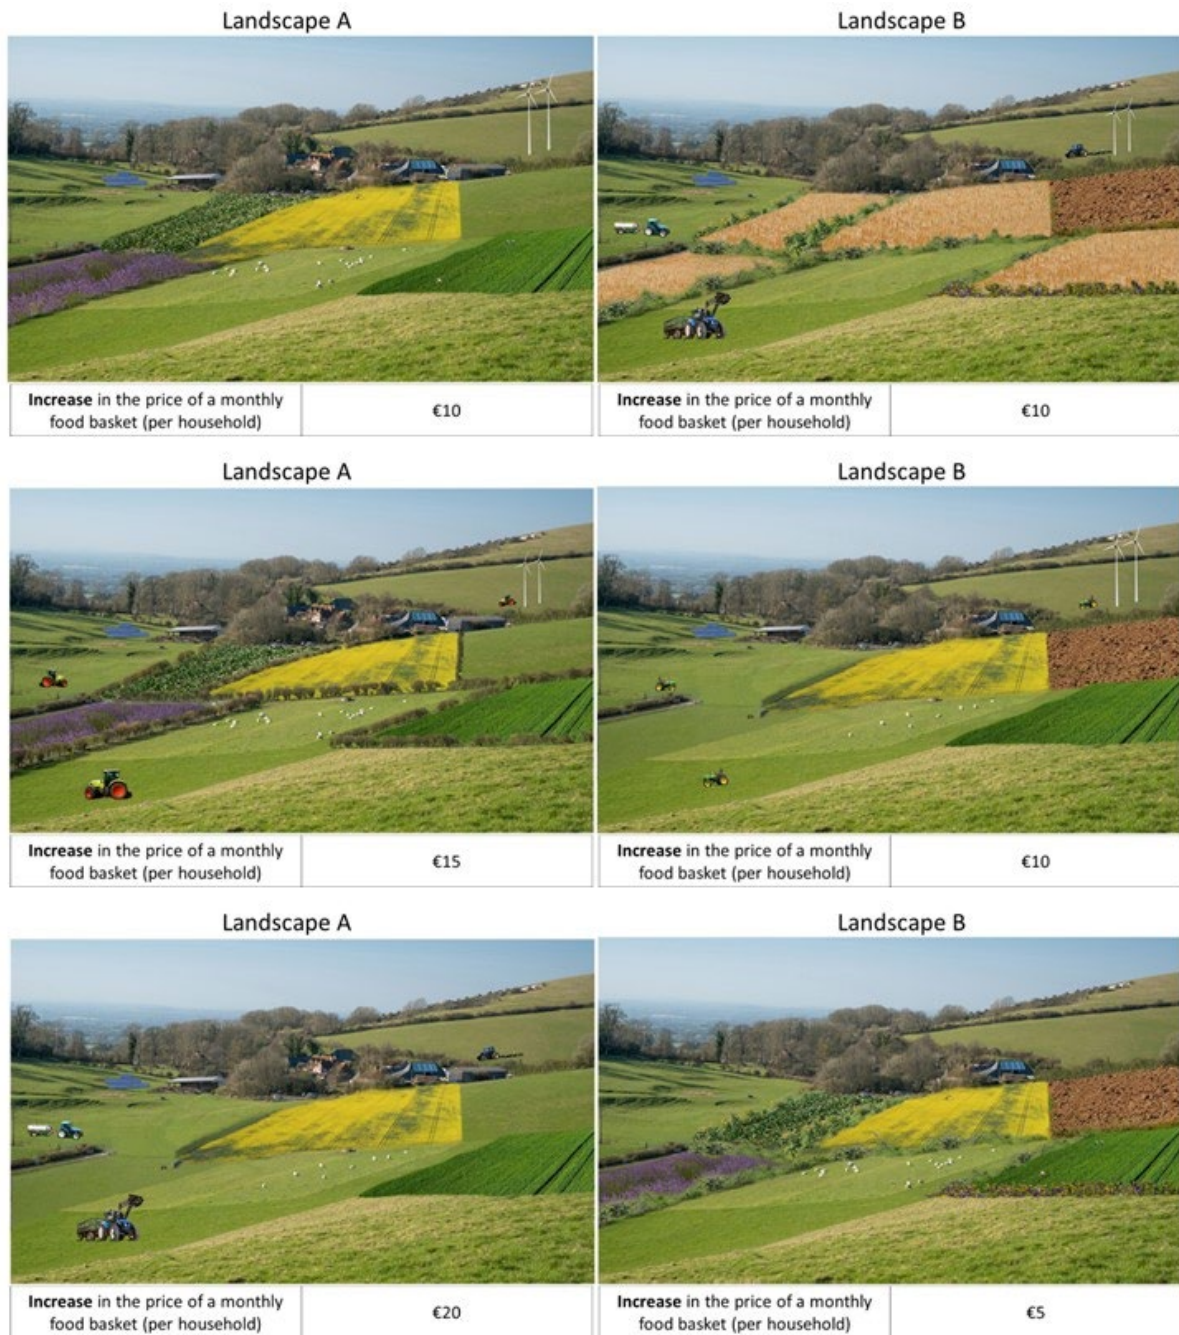 Landscape A
Landscape B
Increase in the price of a monthly
food basket (per household)
€10
Increase in the price of a monthly
food basket (per household)
€10
Landscape A
Landscape B
Increase in the price of a monthly
food basket (per household)
€15
Increase in the price of a monthly
food basket (per household)
€10
Landscape A
Landscape B
Increase in the price of a monthly
food basket (per household)
€20
Increase in the price of a monthly
food basket (per household)
€5